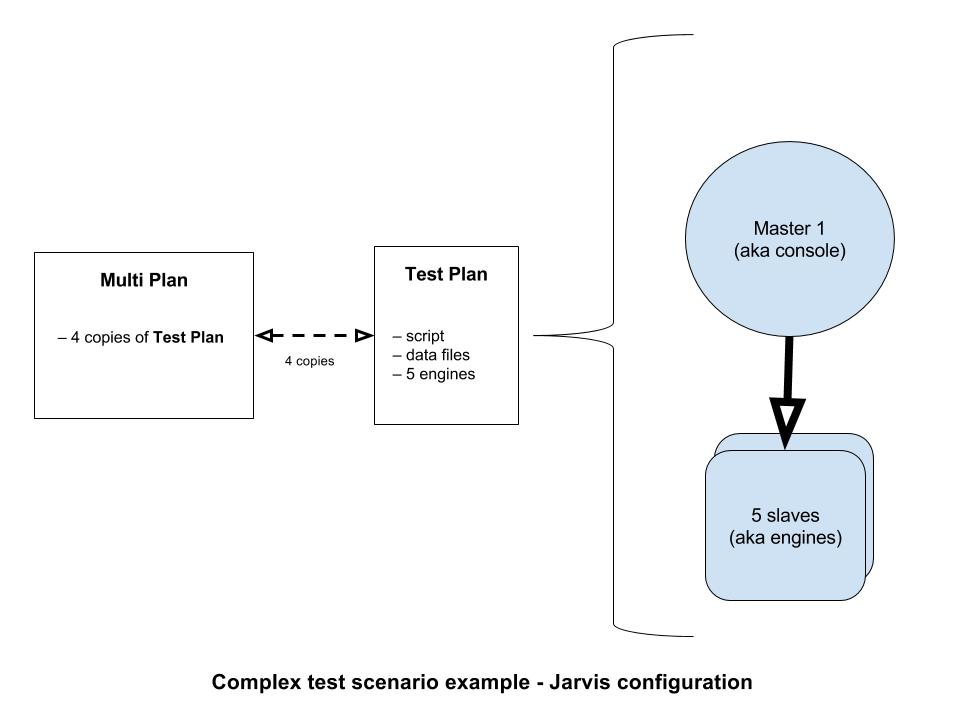 Multi Plan
– 4 copies of Test Plan
4 copies
Test Plan
– script
– data files
– 5 engines
Master 1
(aka console)
5 slaves
(aka engines)
Complex test scenario example - Jarvis configuration